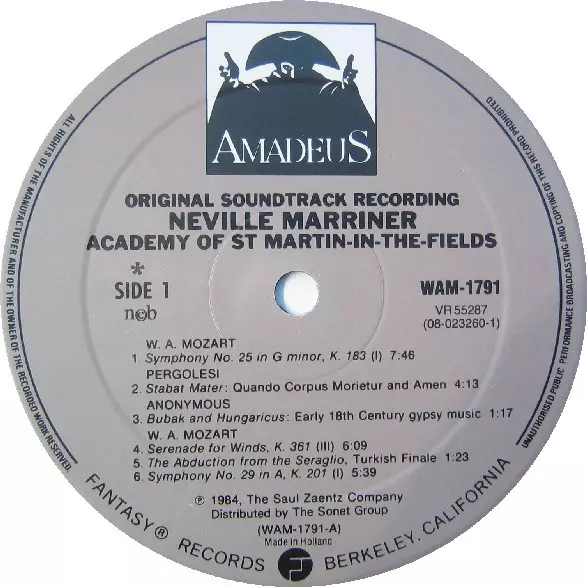 AMADEUS
ORIGINAL SOUNDTRACK RECORDING
NEVILLE MARRINER
ACADEMY OF ST MARTIN-IN-THE-FIELDS
*
SIDE 1
ncb
WAM-1791
VR 55287
(08-023260-1)
W. A. MOZART
1. Symphony No. 25 in G minor, K. 183 (I) 7:46
PERGOLESI
2. Stabat Mater: Quando Corpus Morietur and Amen 4:13
ANONYMOUS
3. Bubak and Hungaricus: Early 18th Century gypsy music 1:17
W. A. MOZART
4. Serenade for Winds, K. 361 (III) 6:09
5. The Abduction from the Seraglio, Turkish Finale 1:23
6. Symphony No. 29 in A, K. 201 (I) 5:39
℗ 1984, The Saul Zaentz Company
Distributed by The Sonet Group
(WAM-1791-A)
Made in Holland
FANTASY® RECORDS BERKELEY, CALIFORNIA
ALL RIGHTS OF THE MANUFACTURER AND OF THE OWNER OF THE RECORDED WORK RESERVED
UNAUTHORISED PUBLIC PERFORMANCE BROADCASTING AND COPYING OF THIS RECORD PROHIBITED